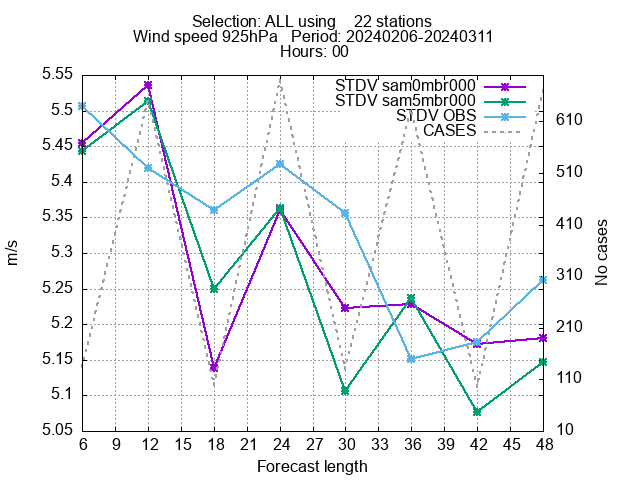 Selection: ALL using    22 stations
Wind speed 925hPa   Period: 20240206-20240311
Hours: 00
STDV sam0mbr000
STDV sam5mbr000
STDV OBS
CASES
5.55
5.5
5.45
5.4
5.35
5.3
5.25
5.2
5.15
5.1
5.05
m/s
610
510
410
310
210
110
10
No cases
6 9 12 15 18 21 24 27 30 33 36 39 42 45 48
Forecast length